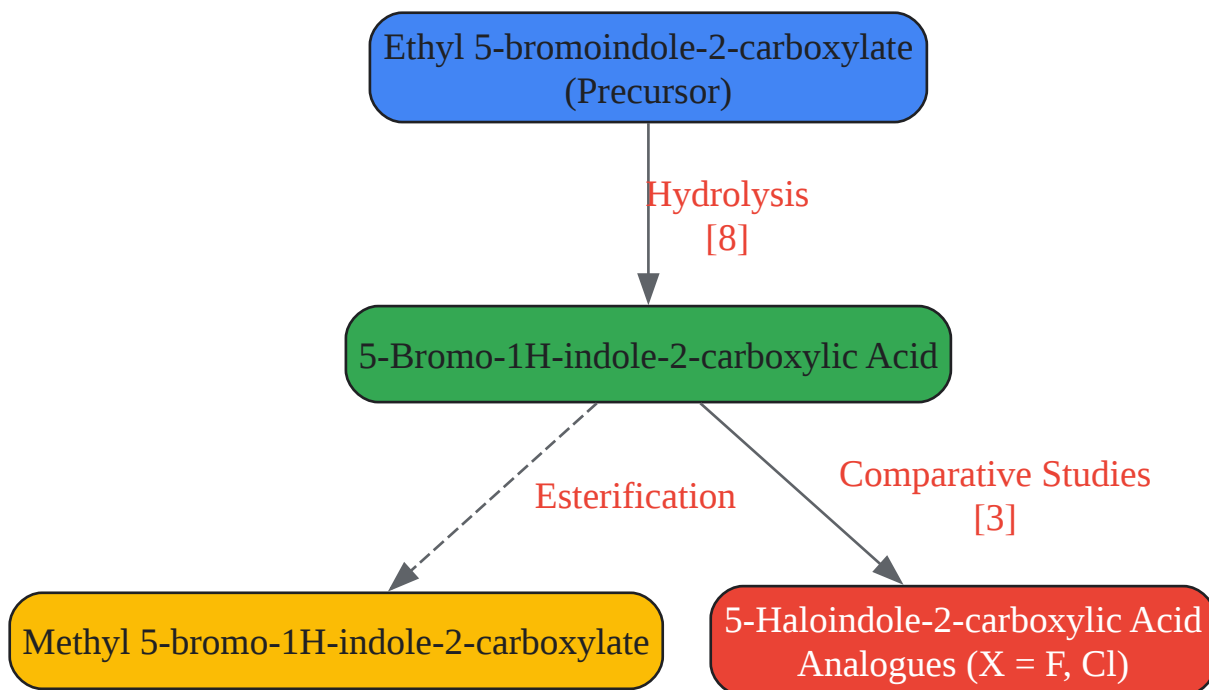 Ethyl 5-bromoindole-2-carboxylate
(Precursor)
Hydrolysis
[8]
5-Bromo-1H-indole-2-carboxylic Acid
Esterification
Comparative Studies
[3]
Methyl 5-bromo-1H-indole-2-carboxylate
5-Haloindole-2-carboxylic Acid
Analogues (X = F, Cl)